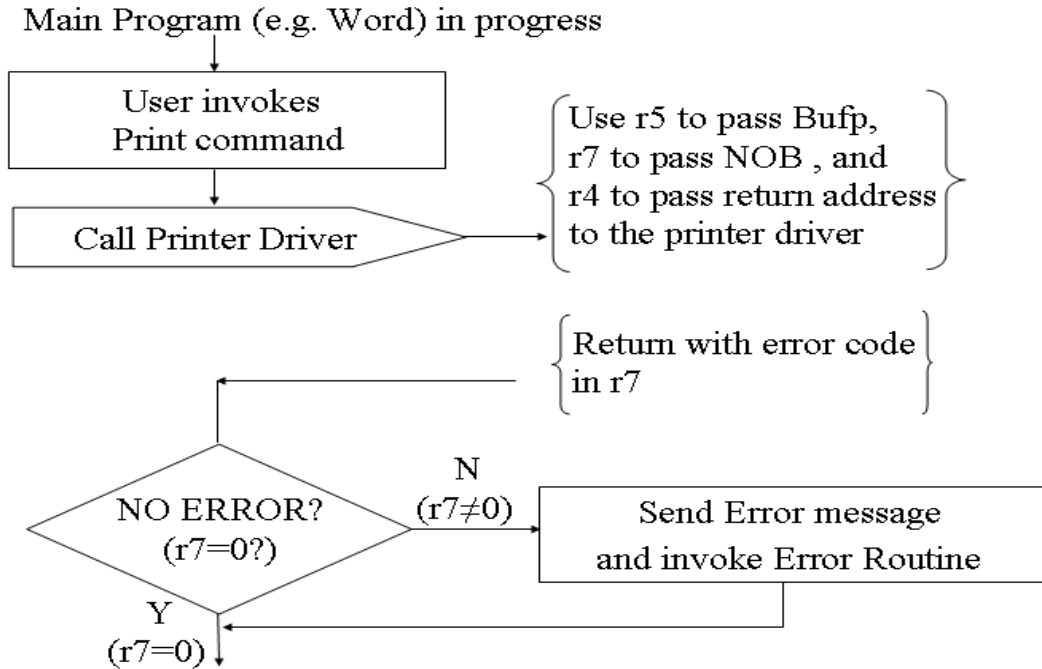 Main Program (e.g. Word) in progress
User invokes
Print command
Call Printer Driver
Use r5 to pass Bufp,
r7 to pass NOB , and
r4 to pass return address
to the printer driver
Return with error code
in r7
NO ERROR?
(r7=0?)
N
(r7≠0)
Send Error message
and invoke Error Routine
Y
(r7=0)